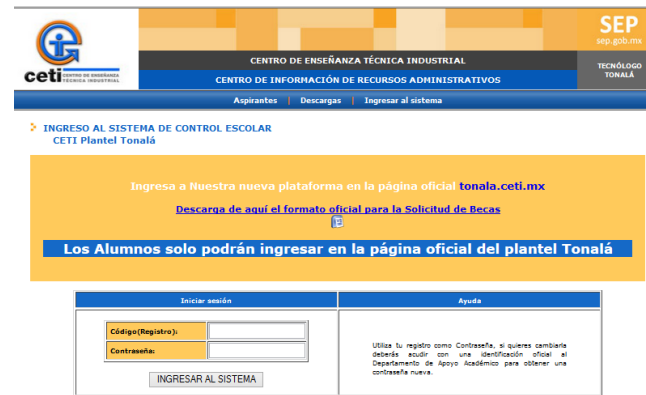 SEP
sep.gob.mx
ceti CENTRO DE ENSEÑANZA
TÉCNICA INDUSTRIAL
CENTRO DE ENSEÑANZA TÉCNICA INDUSTRIAL
TECNÓLOGO
TONALÁ
CENTRO DE INFORMACIÓN DE RECURSOS ADMINISTRATIVOS
Aspirantes | Descargas | Ingresar al sistema
INGRESO AL SISTEMA DE CONTROL ESCOLAR
CETI Plantel Tonalá
Ingresa a Nuestra nueva plataforma en la página oficial tonala.ceti.mx
Descarga de aquí el formato oficial para la Solicitud de Becas
Los Alumnos solo podrán ingresar en la página oficial del plantel Tonalá
Iniciar sesión
Código(Registro):
Contraseña:
INGRESAR AL SISTEMA
Ayuda
Utiliza tu registro como Contraseña, si quieres cambiarla
deberás acudir con una identificación oficial al
Departamento de Apoyo Académico para obtener una
contraseña nueva.